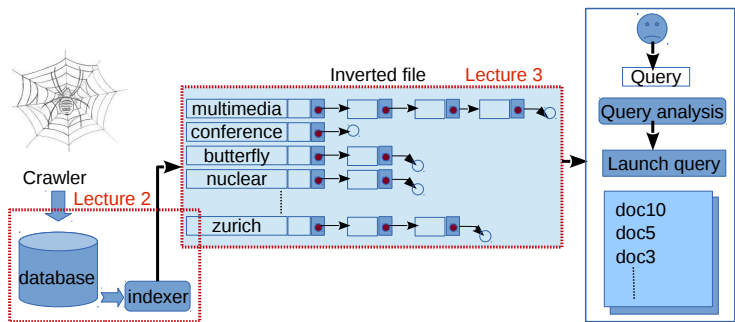 Crawler
Lecture 2
database
indexer
Inverted file
Lecture 3
multimedia
conference
butterfly
nuclear
zurich
Query
Query analysis
Launch query
doc10
doc5
doc3